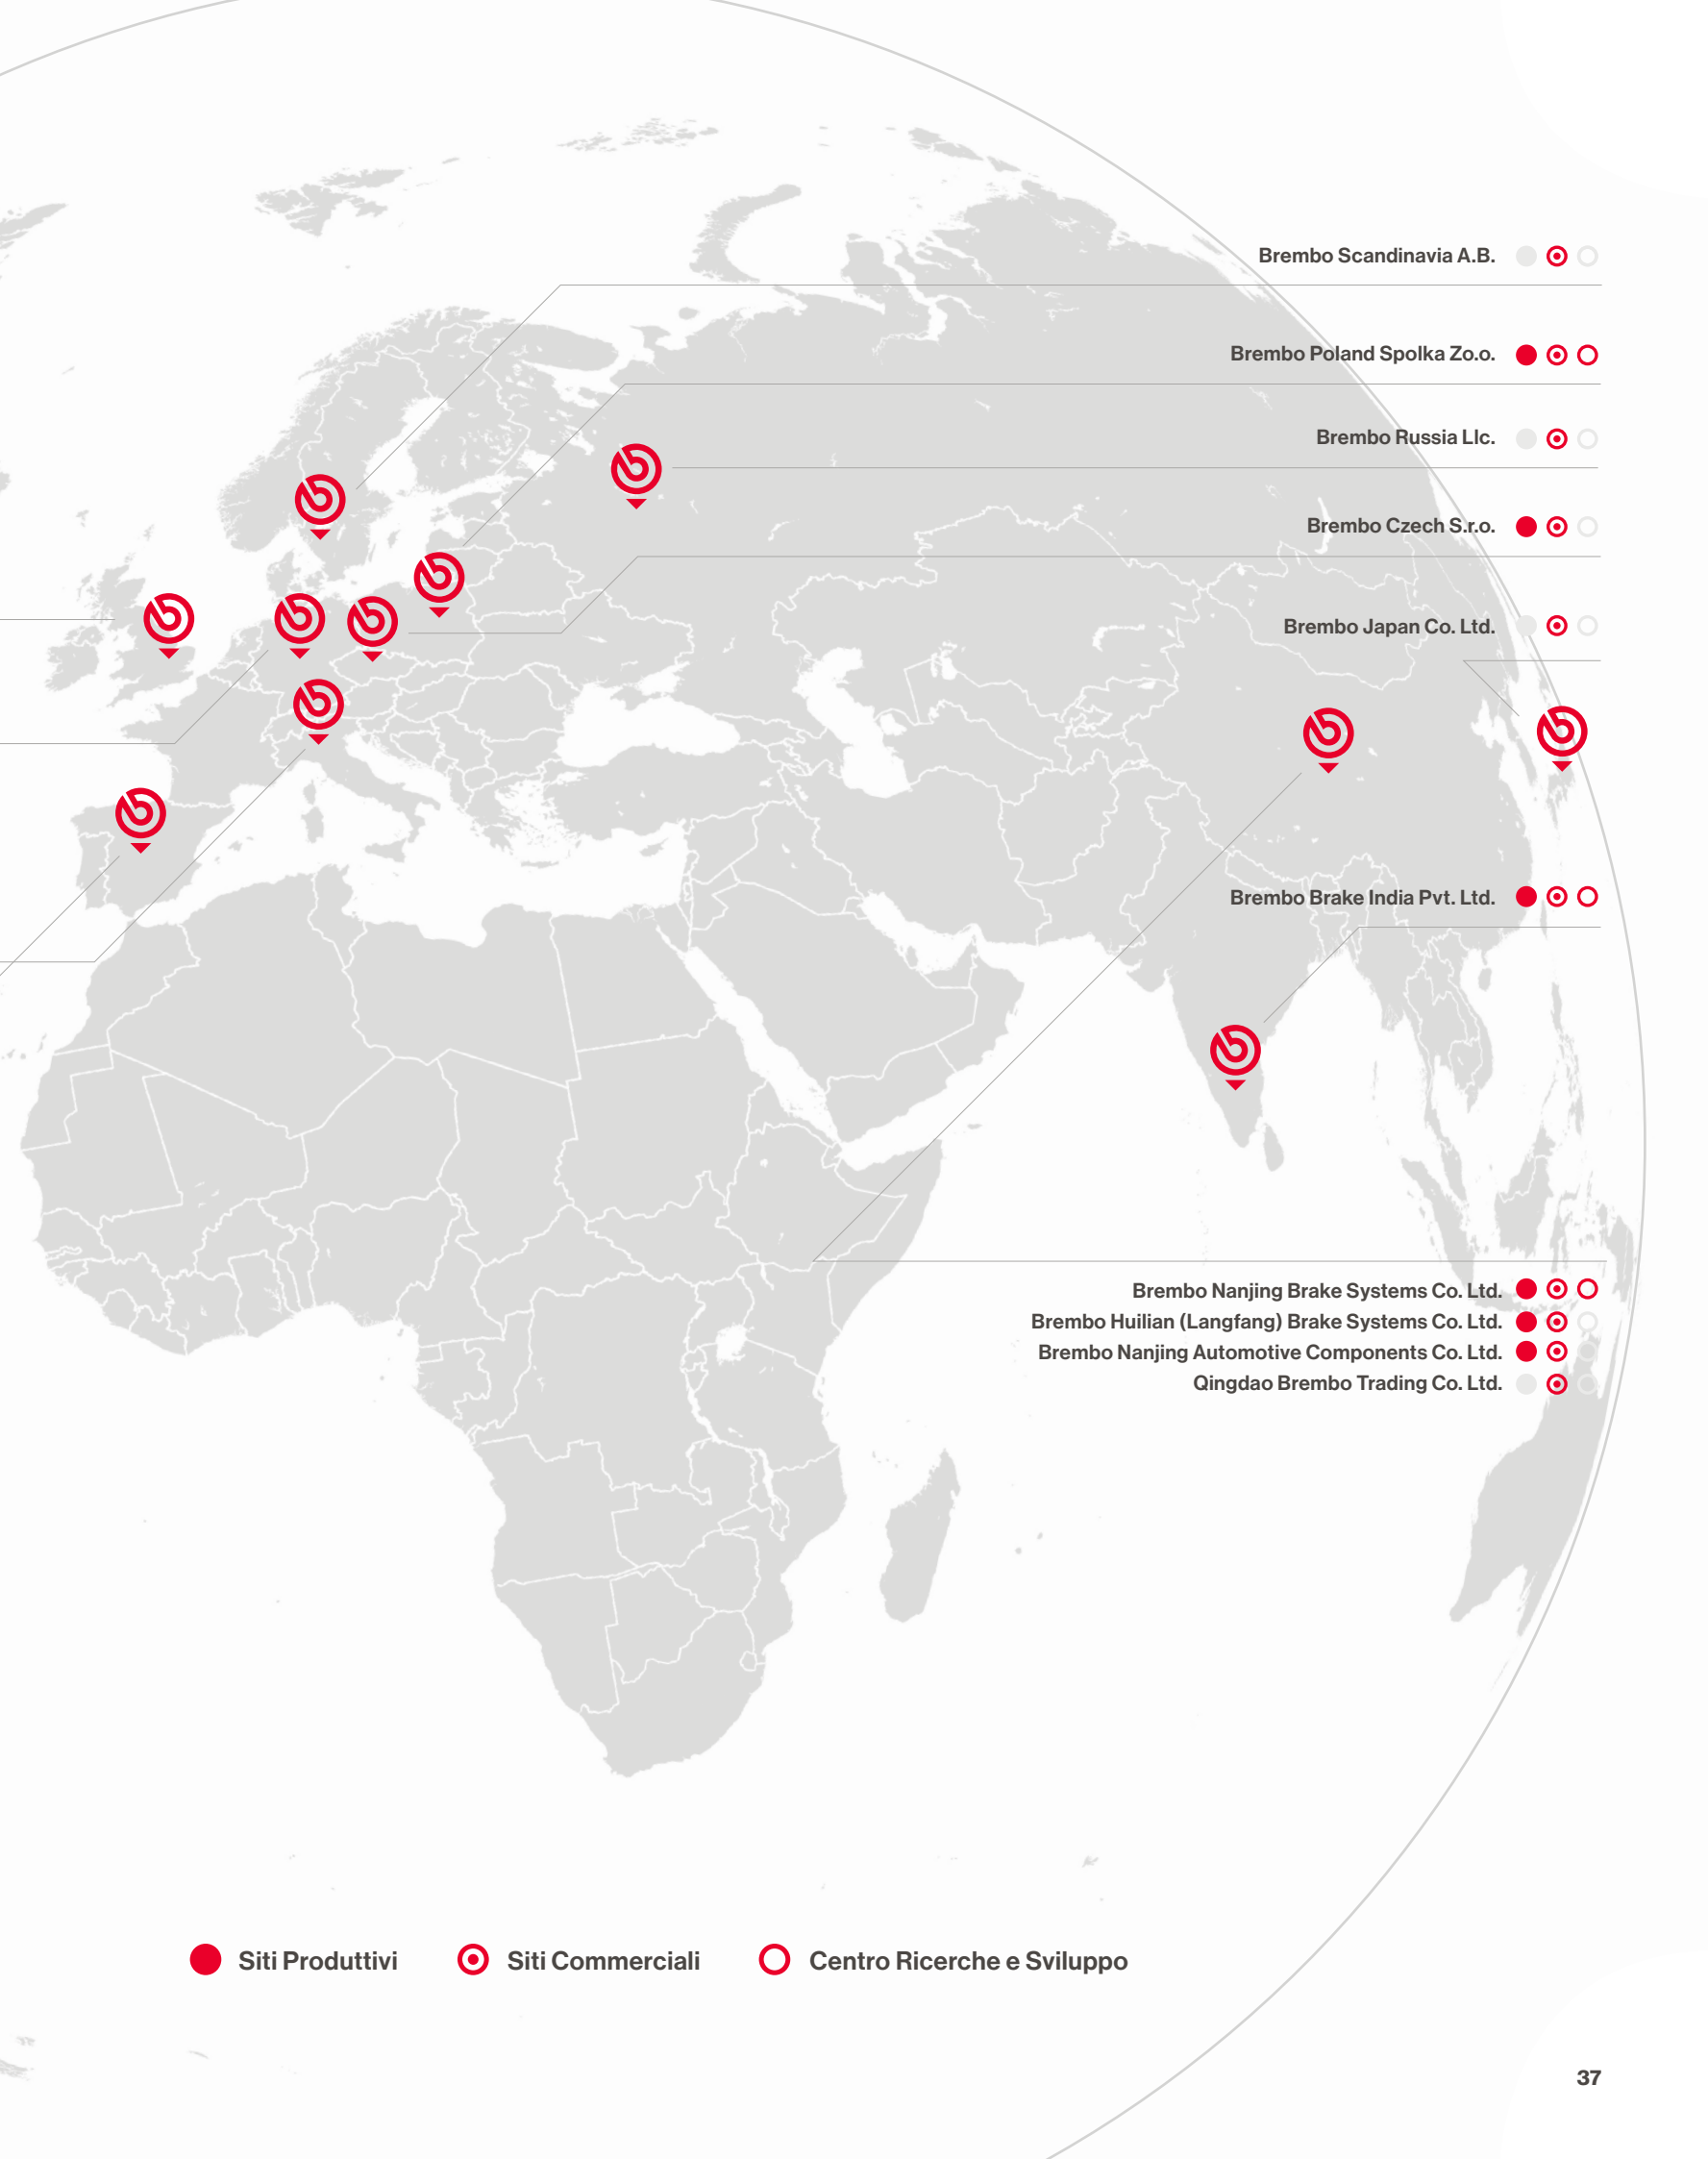 Brembo Scandinavia A.B.
Brembo Poland Spolka Zo.o.
Brembo Russia Llc.
Brembo Czech S.r.o.
Brembo Japan Co. Ltd.
Brembo Brake India Pvt. Ltd.
Brembo Nanjing Brake Systems Co. Ltd.
Brembo Huilian (Langfang) Brake Systems Co. Ltd.
Brembo Nanjing Automotive Components Co. Ltd.
Qingdao Brembo Trading Co. Ltd.
Siti Produttivi
Siti Commerciali
Centro Ricerche e Sviluppo
37